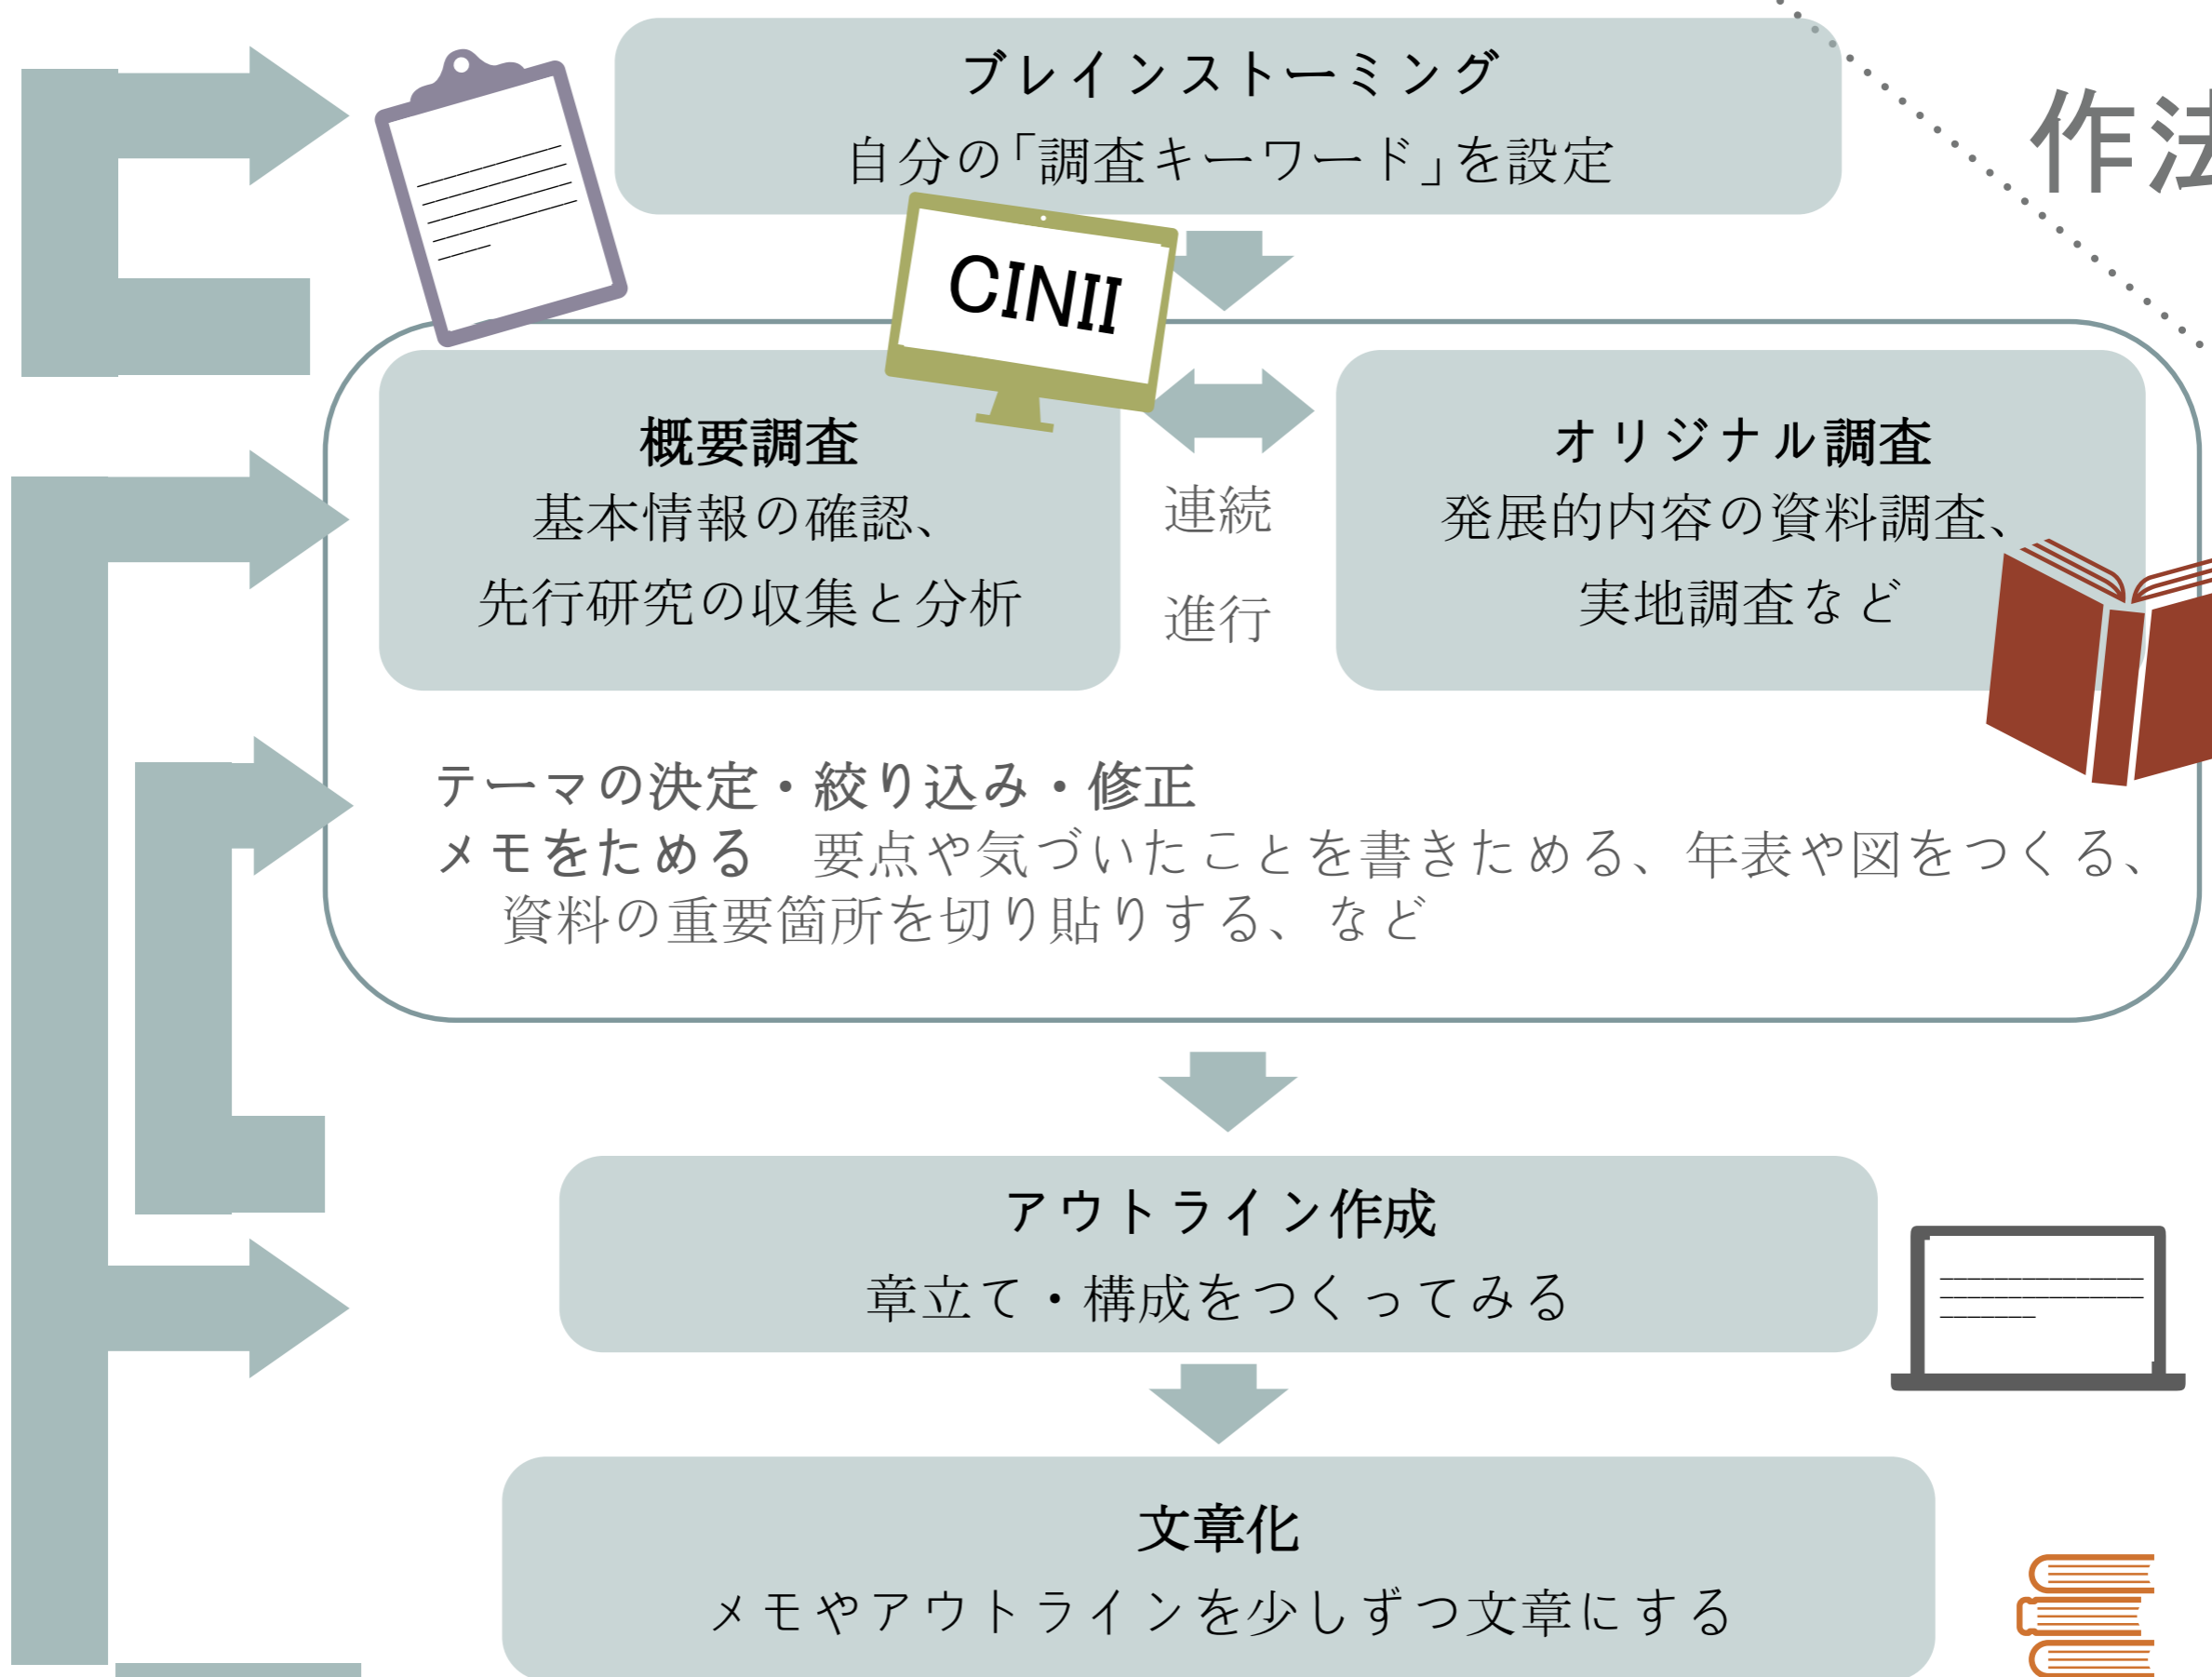 ブレインストーミング
自分の「調査キーワード」を設定
作法
CINII
概要調査
基本情報の確認、
先行研究の収集と分析
連続
進行
オリジナル調査
発展的内容の資料調査、
実地調査など
テーマの決定・絞り込み・修正
メモをためる　要点や気づいたことを書きためる、年表や図をつくる、
資料の重要箇所を切り貼りする、など
アウトライン作成
章立て・構成をつくってみる
文章化
メモやアウトラインを少しずつ文章にする